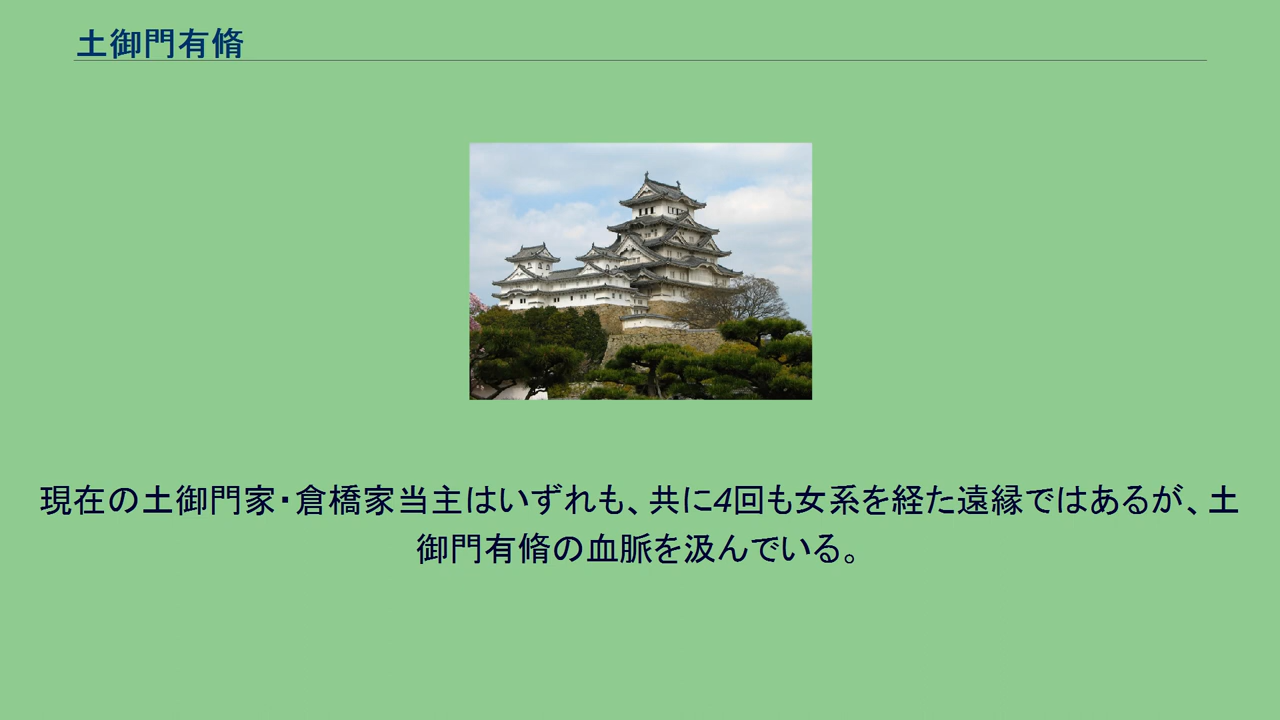 土御門有脩
現在の土御門家・倉橋家当主はいずれも、共に4回も女系を経た遠縁ではあるが、土
御門有脩の血脈を汲んでいる。